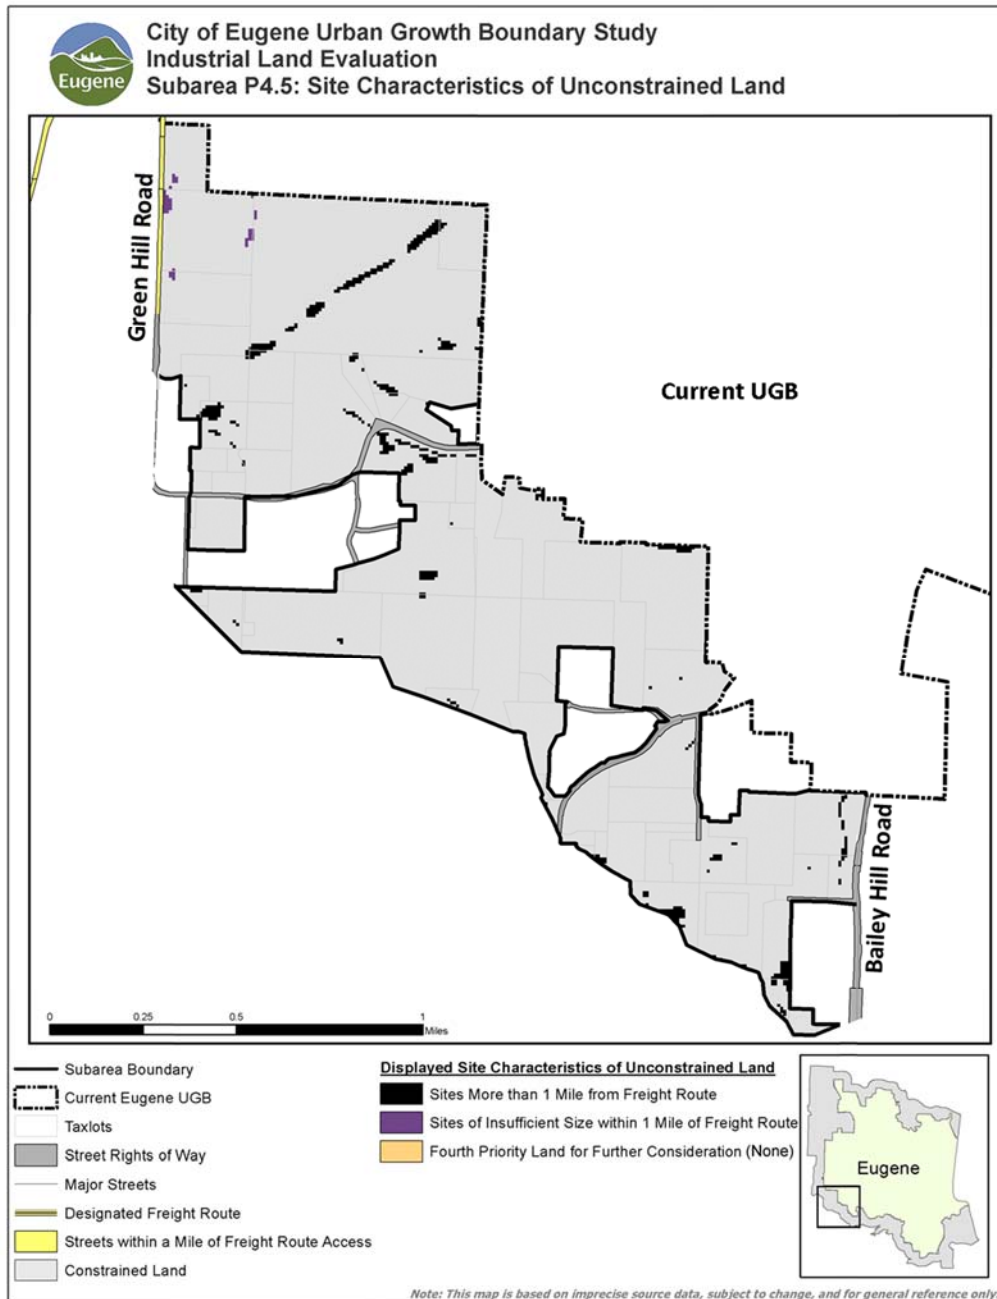 City of Eugene Urban Growth Boundary Study
Industrial Land Evaluation
Subarea P4.5: Site Characteristics of Unconstrained Land
Eugene
Green Hill Road
Current UGB
Bailey Hill Road
0 0.25 0.5 1
Miles
Subarea Boundary
Current Eugene UGB
Taxlots
Street Rights of Way
Major Streets
Designated Freight Route
Streets within a Mile of Freight Route Access
Constrained Land
Displayed Site Characteristics of Unconstrained Land
Sites More than 1 Mile from Freight Route
Sites of Insufficient Size within 1 Mile of Freight Route
Fourth Priority Land for Further Consideration (None)
Eugene
Note: This map is based on imprecise source data, subject to change, and for general reference only.